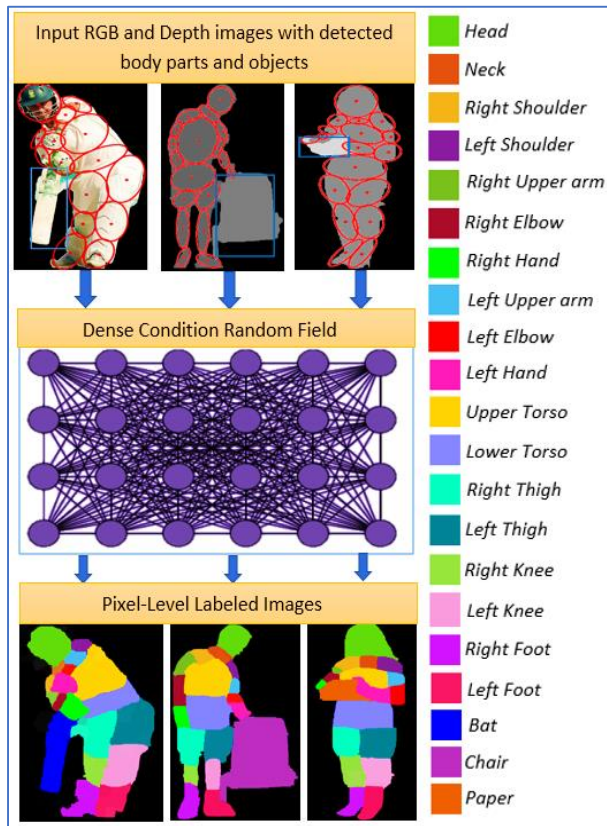 Input RGB and Depth images with detected
body parts and objects
Dense Condition Random Field
Pixel-Level Labeled Images
Head
Neck
Right Shoulder
Left Shoulder
Right Upper arm
Right Elbow
Right Hand
Left Upper arm
Left Elbow
Left Hand
Upper Torso
Lower Torso
Right Thigh
Left Thigh
Right Knee
Left Knee
Right Foot
Left Foot
Bat
Chair
Paper